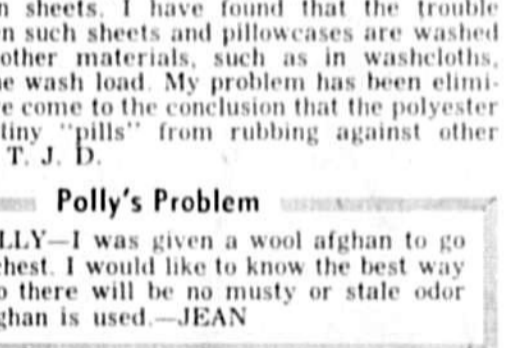 n sheets. I have found that the trouble
n such sheets and pillowcases are washed
other materials, such as in washcloths,
e wash load. My problem has been elimi-
e come to the conclusion that the polyester
tiny "pills" from rubbing against other
T. J. D.
Polly's Problem
LLY—I was given a wool afghan to go
hest. I would like to know the best way
o there will be no musty or stale odor
ghan is used.—JEAN